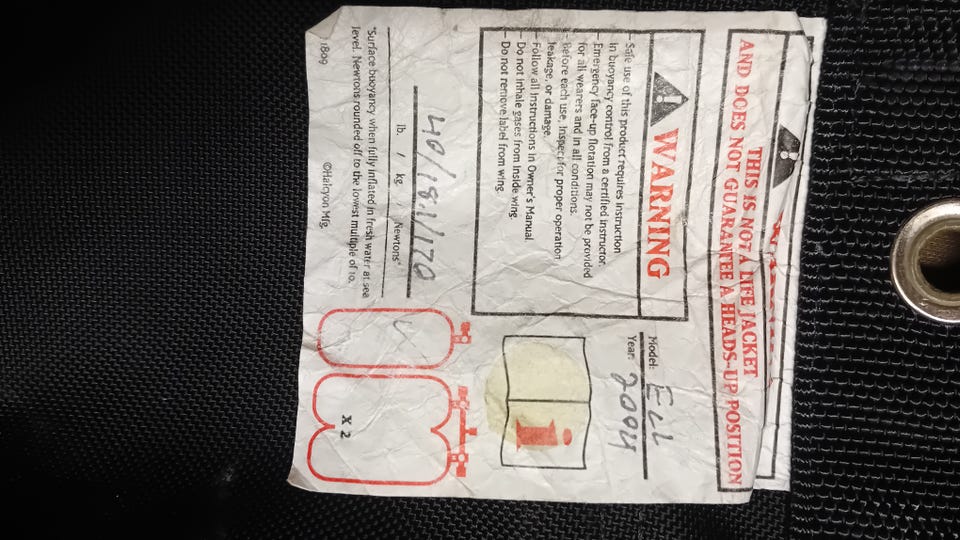 THIS IS NOT A LIFE JACKET
AND DOES NOT GUARANTEE A HEADS-UP POSITION
WARNING
- Safe use of this product requires instruction
in buoyancy control from a certified instructor.
- Emergency face-up flotation may not be provided
for all wearers and in all conditions.
- Before each use, inspect for proper operation
leakage, or damage.
- Follow all instructions in Owner's Manual
- Do not inhale gases from inside wing.
- Do not remove label from wing.
Model: ELL
Year: 2004
i
40/18.1/170
lb. / kg Newtons*
*Surface buoyancy when fully inflated in fresh water at sea
level. Newtons rounded off to the lowest multiple of 10.
1809 ©Halcyon Mfg.
X 2